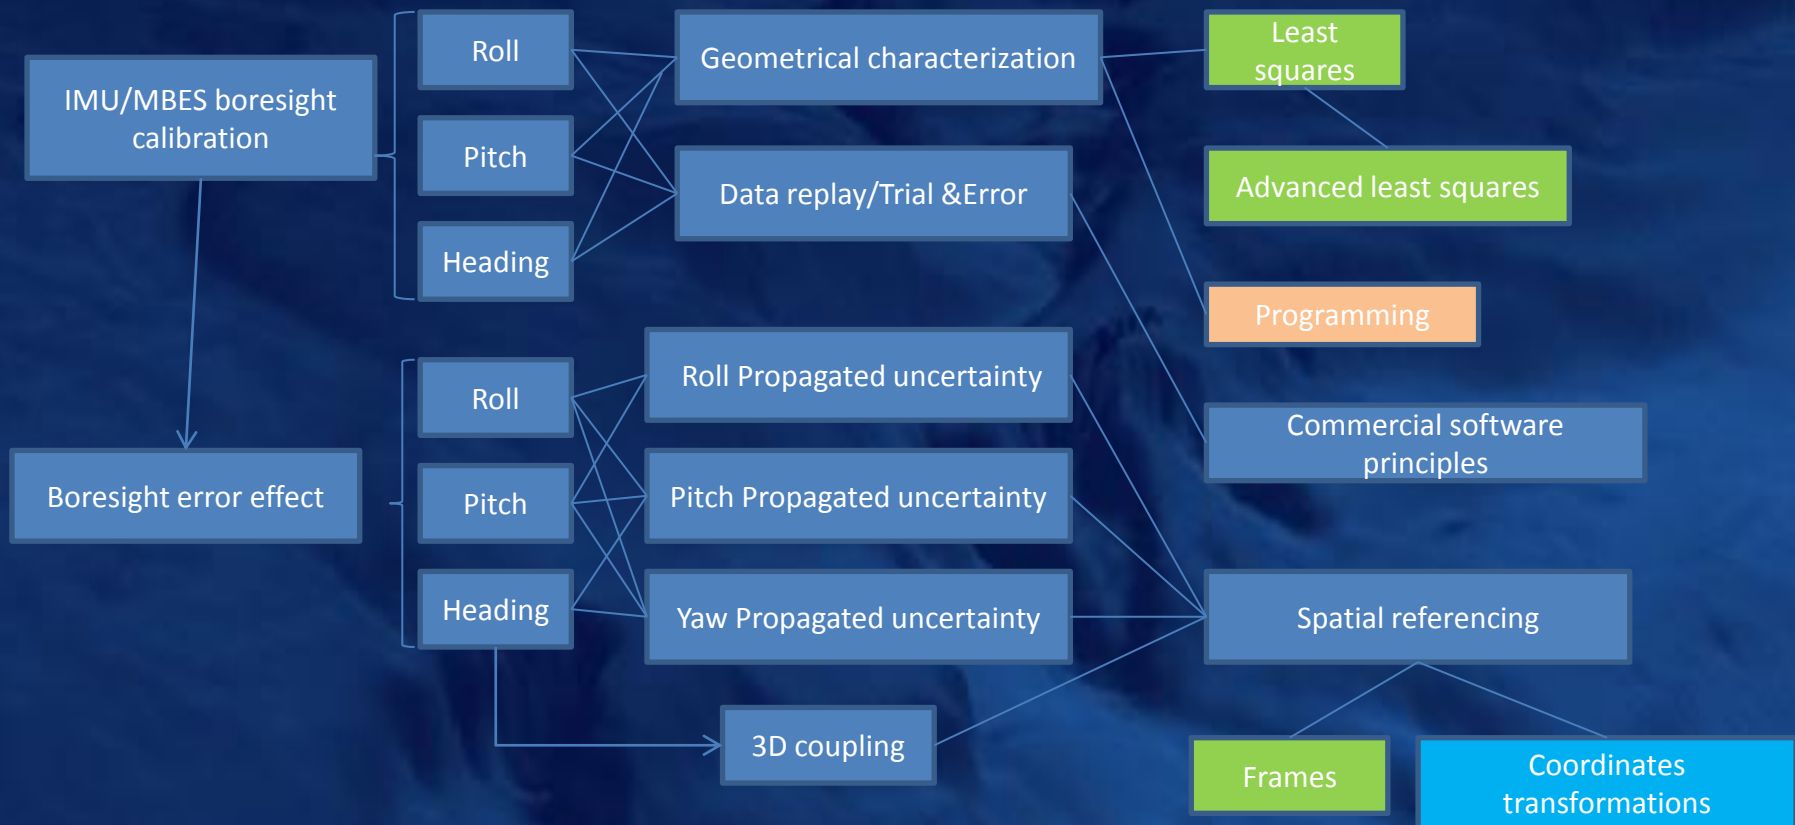 IMU/MBES boresight
calibration
Roll
Pitch
Heading
Geometrical characterization
Data replay/Trial &Error
Least
squares
Advanced least squares
Programming
Commercial software
principles
Boresight error effect
Roll
Pitch
Heading
Roll Propagated uncertainty
Pitch Propagated uncertainty
Yaw Propagated uncertainty
3D coupling
Spatial referencing
Frames
Coordinates
transformations